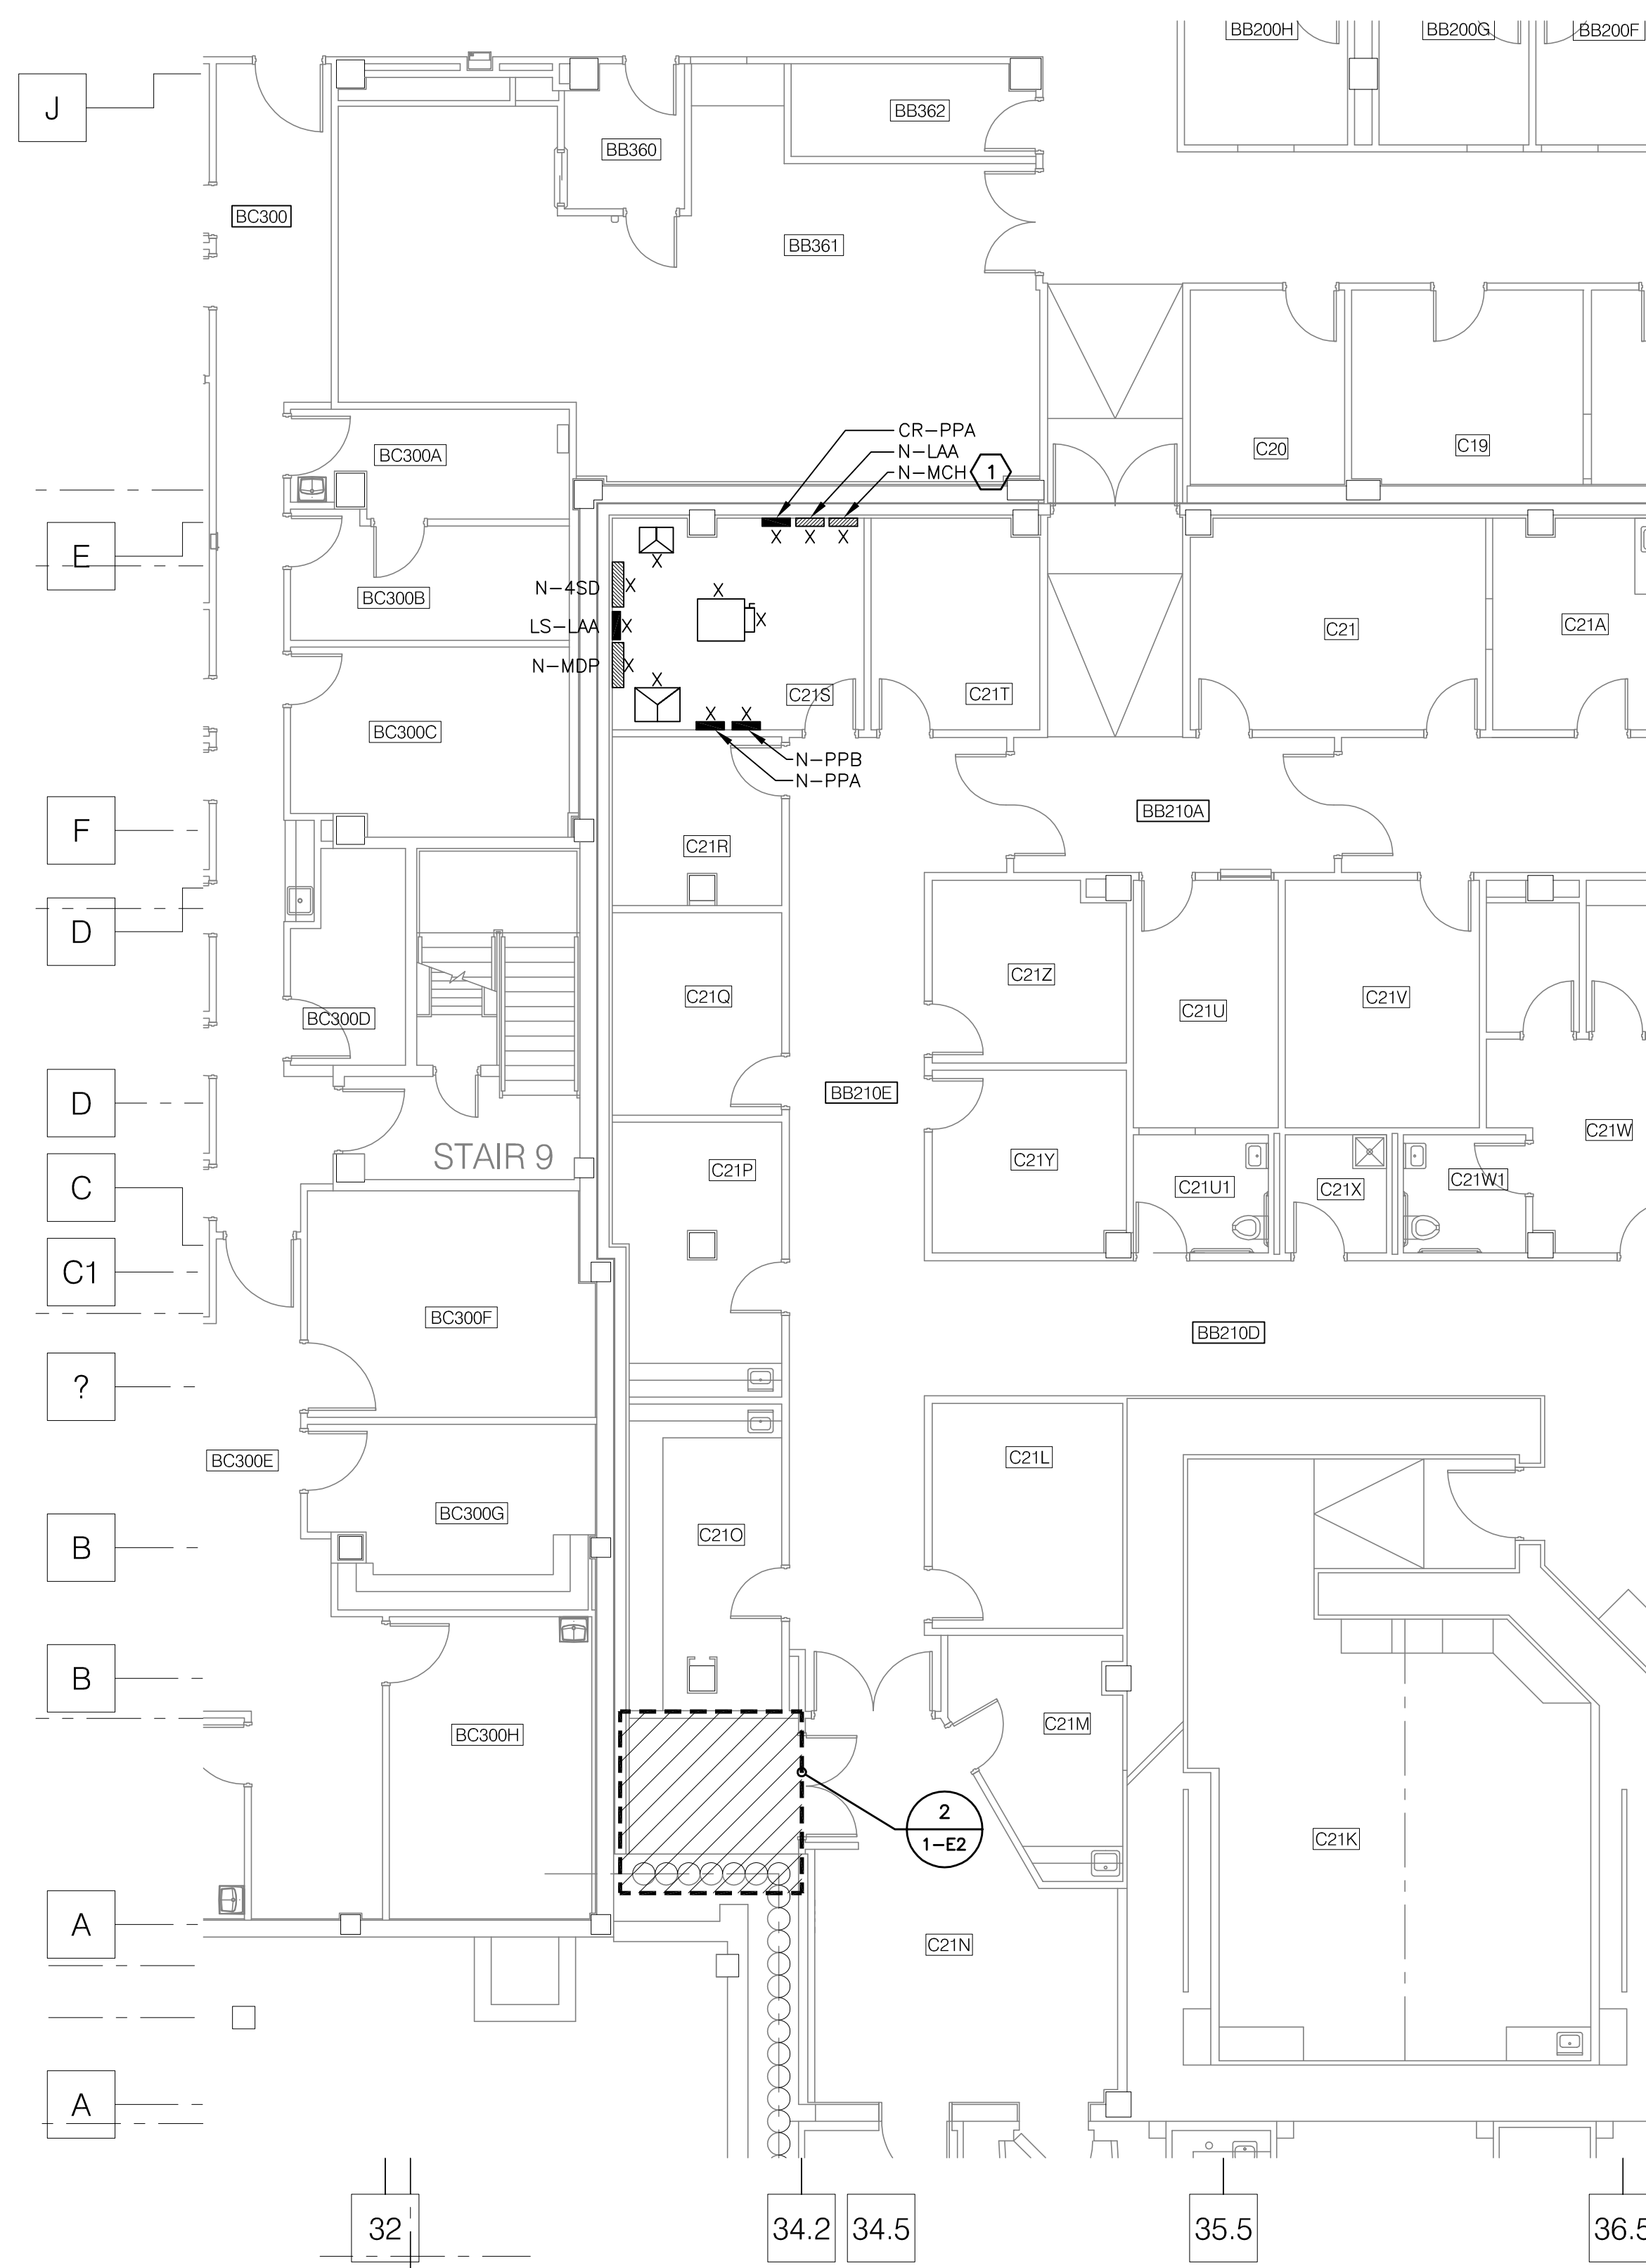 BB200H
BB200G
BB200F
J
BB362
BB360
BC300
BB361
CR-PPA
N-LAA
N-MCH
1
C20
C19
BC300A
E
X X X
X
N-4SD X
X
X
BC300B
LS-LAA X
C21
C21A
N-MDP X
X
C21S
C21T
BC300C
X X
N-PPB
N-PPA
BB210A
F
C21R
D
C21Z
C21Q
C21U
C21V
BC300D
BB210E
D
STAIR 9
C21P
C21Y
C21W
C
C21U1
C21X
C21W1
C1
BC300F
BB210D
?
BC300E
C21L
BC300G
C21O
B
B
BC300H
C21M
2
1-E2
C21K
A
C21N
A
32
34.2
34.5
35.5
36.5